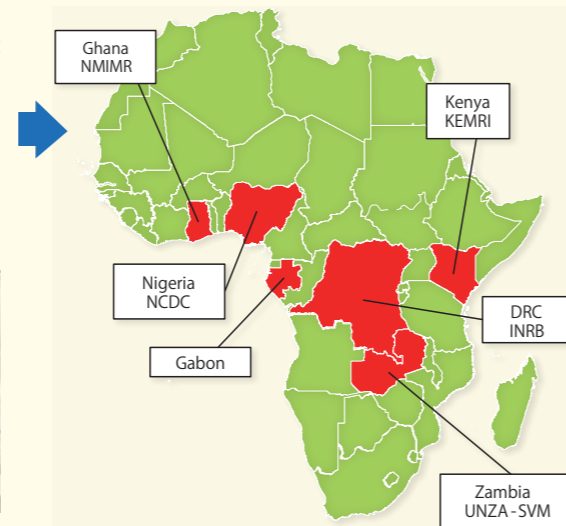 Ghana
NMIMR
Kenya
KEMRI
Nigeria
NCDC
DRC
INRB
Gabon
Zambia
UNZA-SVM